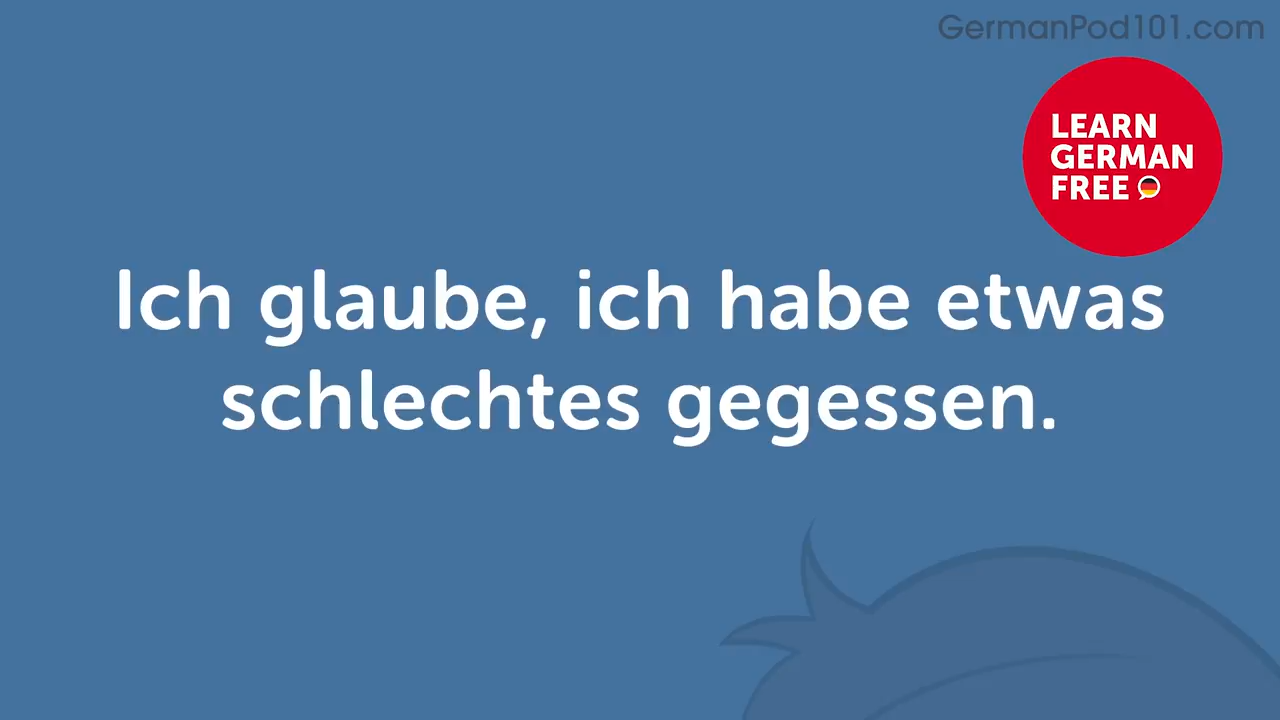 GermanPod101.com
LEARN
GERMAN
FREE
Ich glaube, ich habe etwas
schlechtes gegessen.